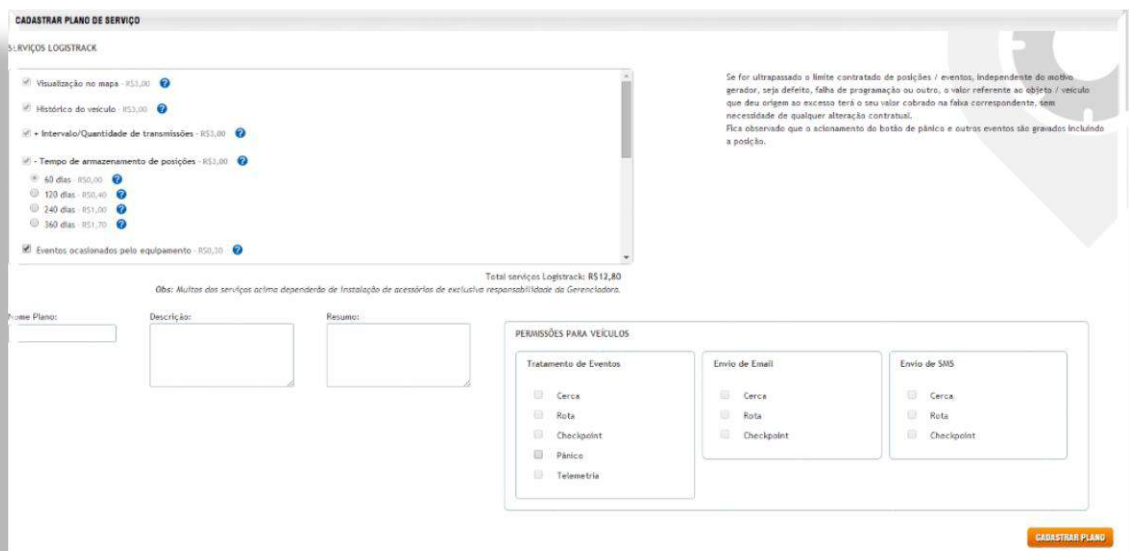 CADASTRAR PLANO DE SERVIÇO
SERVIÇOS LOGISTRACK
Visualização no mapa - R$3,00
Histórico do veículo - R$3,00
+ Intervalo/Quantidade de transmissões - R$3,00
- Tempo de armazenamento de posições - R$3,00
60 dias - R$0,00
120 dias - R$0,40
240 dias - R$1,00
360 dias - R$1,70
Eventos ocasionados pelo equipamento - R$0,30
Se for ultrapassado o limite contratado de posições / eventos, independente do motivo
gerador, seja defeito, falha de programação ou outro, o valor referente ao objeto / veículo
que deu origem ao excesso terá o seu valor cobrado na faixa correspondente, sem
necessidade de qualquer alteração contratual.
Fica observado que o acionamento do botão de pânico e outros eventos são gravados incluindo
a posição.
Total serviços Logistrack: R$12,80
Obs: Muitos dos serviços acima dependerão de instalação de acessórios de exclusiva responsabilidade da Gerenciadora.
Nome Plano:
Descrição:
Resumo:
PERMISSÕES PARA VEÍCULOS
Tratamento de Eventos
Cerca
Rota
Checkpoint
Pânico
Telemetria
Envio de Email
Cerca
Rota
Checkpoint
Envio de SMS
Cerca
Rota
Checkpoint
CADASTRAR PLANO